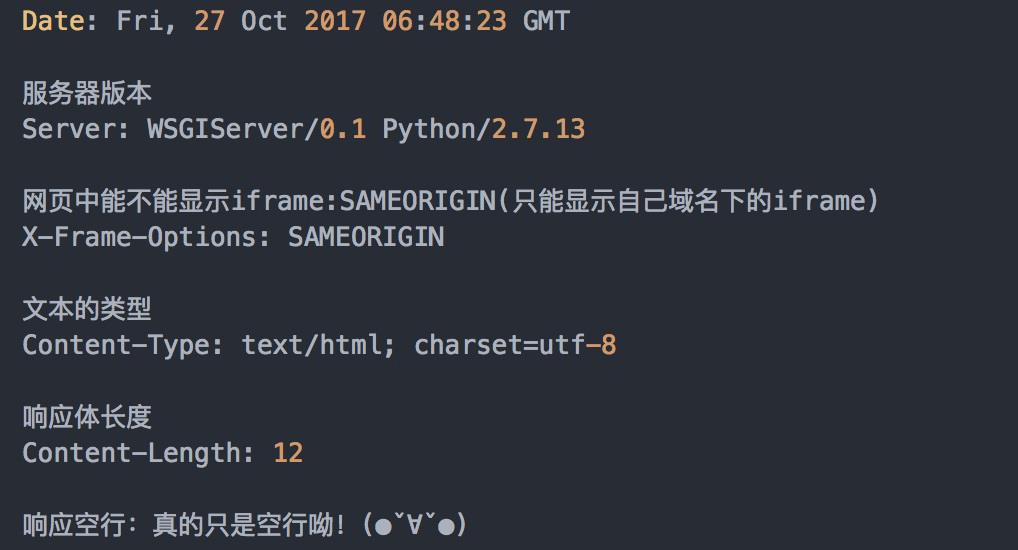 Date: Fri, 27 Oct 2017 06:48:23 GMT
服务器版本
Server: WSGIServer/0.1 Python/2.7.13
网页中能不能显示iframe:SAMEORIGIN(只能显示自己域名下的iframe)
X-Frame-Options: SAMEORIGIN
文本的类型
Content-Type: text/html; charset=utf-8
响应体长度
Content-Length: 12
响应空行: 真的只是空行呦! (●ˇ∀ˇ●)